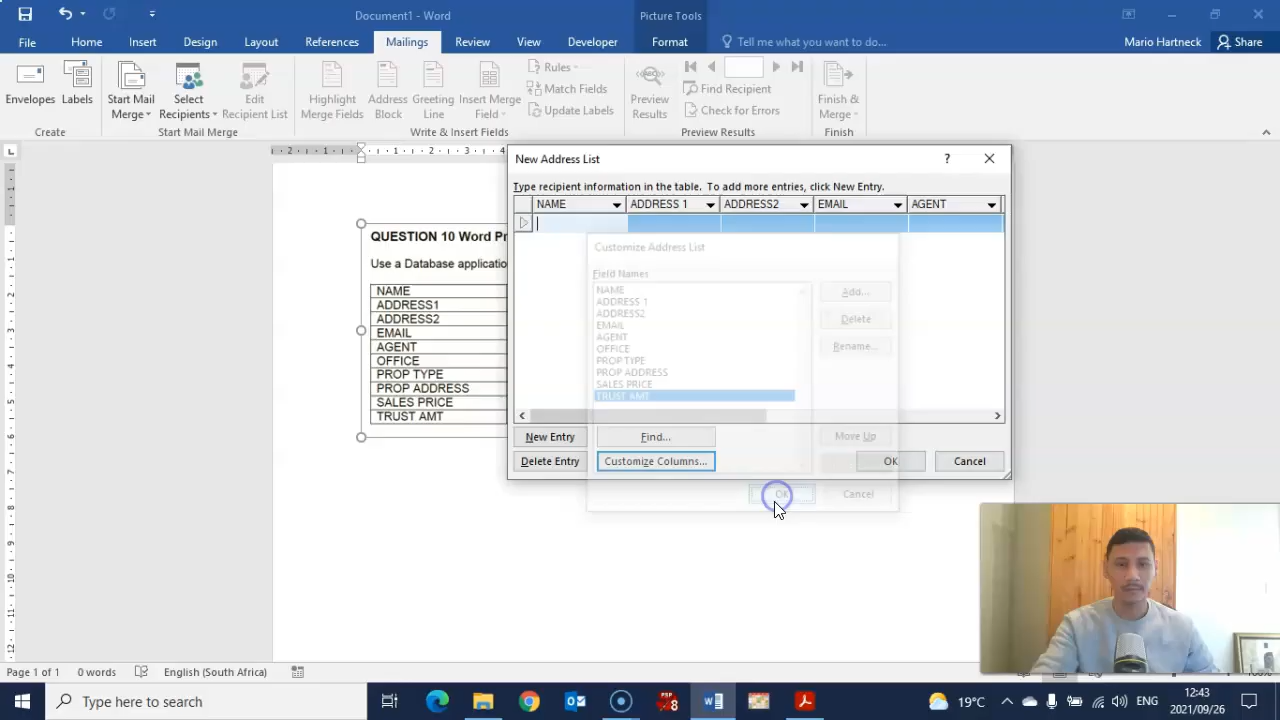 Document1 - Word
Picture Tools
File
Home
Insert
Design
Layout
References
Mailings
Review
View
Developer
Format
Tell me what you want to do...
Mario Hartneck
Share
Envelopes
Labels
Start Mail
Merge
Select
Recipients
Edit
Recipient List
Highlight
Merge Fields
Address
Block
Greeting
Line
Insert Merge
Field
Rules
Match Fields
Update Labels
Preview
Results
Find Recipient
Check for Errors
Finish &
Merge
Create
Start Mail Merge
Write & Insert Fields
Preview Results
Finish
QUESTION 10 Word Pr
Use a Database applicatio
NAME
ADDRESS1
ADDRESS2
EMAIL
AGENT
OFFICE
PROP TYPE
PROP ADDRESS
SALES PRICE
TRUST AMT
New Address List
Type recipient information in the table. To add more entries, click New Entry.
NAME
ADDRESS 1
ADDRESS2
EMAIL
AGENT
Customize Address List
Field Names
NAME
ADDRESS 1
ADDRESS2
EMAIL
AGENT
OFFICE
PROP TYPE
PROP ADDRESS
SALES PRICE
TRUST AMT
Add...
Delete
Rename...
Move Up
OK
Cancel
New Entry
Find...
Delete Entry
Customize Columns...
OK
Cancel
Page 1 of 1
0 words
English (South Africa)
Type here to search
19°C
ENG
12:43
2021/09/26